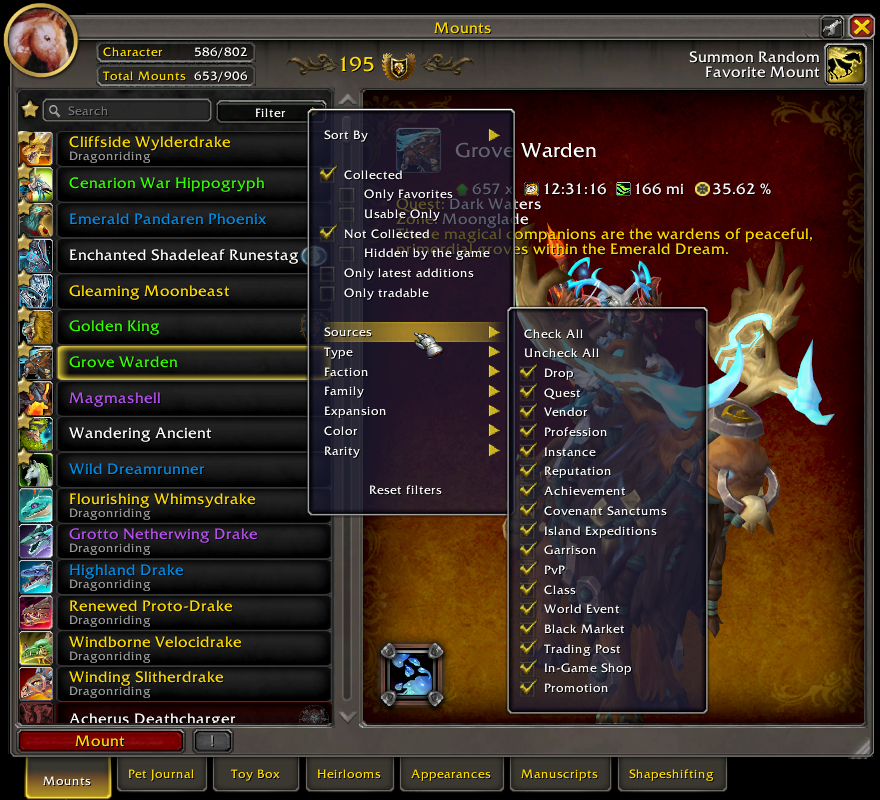 Mounts
Character 586/802
Total Mounts 653/906
195
Summon Random
Favorite Mount
Search
Filter
Cliffside Wylderdrake
Dragonriding
Cenarion War Hippogryph
Emerald Pandaren Phoenix
Enchanted Shadeleaf Runestag
Gleaming Moonbeast
Golden King
Grove Warden
Magmashell
Wandering Ancient
Wild Dreamrunner
Flourishing Whimsydrake
Dragonriding
Grotto Netherwing Drake
Dragonriding
Highland Drake
Dragonriding
Renewed Proto-Drake
Dragonriding
Windborne Velocidrake
Dragonriding
Winding Slitherdrake
Dragonriding
Acherus Deathcharger
Sort By
Collected
Only Favorites
Usable Only
Not Collected
Hidden by the game
Only latest additions
Only tradable
Sources
Type
Faction
Family
Expansion
Color
Rarity
Reset filters
Grove Warden
657 x 12:31:16 166 mi 35.62 %
Quest: Dark Waters
Zone: Moonglade
These magical companions are the wardens of peaceful,
primordial groves within the Emerald Dream.
Check All
Uncheck All
Drop
Quest
Vendor
Profession
Instance
Reputation
Achievement
Covenant Sanctums
Island Expeditions
Garrison
PvP
Class
World Event
Black Market
Trading Post
In-Game Shop
Promotion
Mount
!
Mounts
Pet Journal
Toy Box
Heirlooms
Appearances
Manuscripts
Shapeshifting